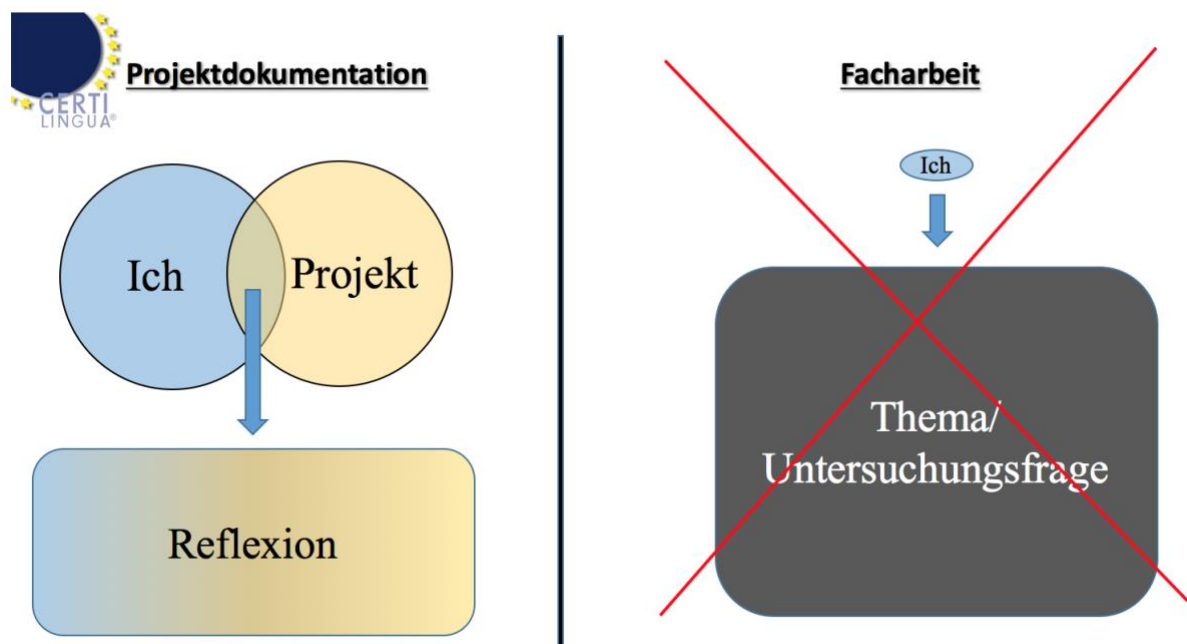 Projektdokumentation
CERTI
LINGUA®
Ich
Projekt
Reflexion
Facharbeit
Ich
Thema/
Untersuchungsfrage